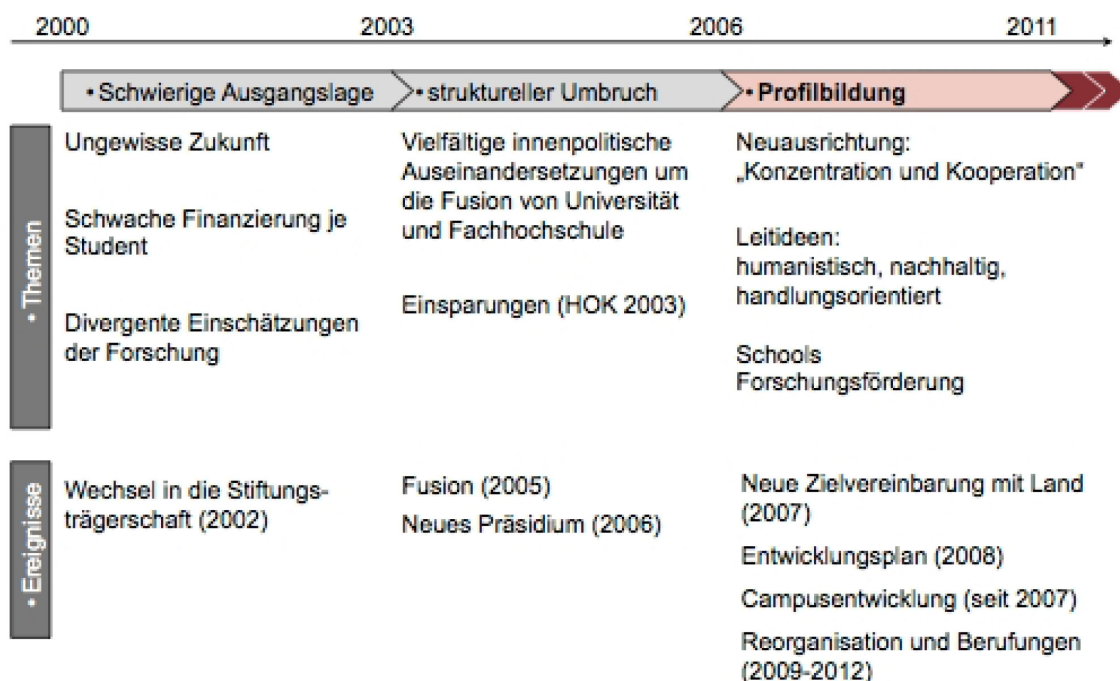 2000 2003 2006 2011
• Schwierige Ausgangslage • struktureller Umbruch • Profilbildung
• Themen
Ungewisse Zukunft
Schwache Finanzierung je
Student
Divergente Einschätzungen
der Forschung
Vielfältige innenpolitische
Auseinandersetzungen um
die Fusion von Universität
und Fachhochschule
Einsparungen (HOK 2003)
Neuausrichtung:
„Konzentration und Kooperation“
Leitideen:
humanistisch, nachhaltig,
handlungsorientiert
Schools
Forschungsförderung
• Ereignisse
Wechsel in die Stiftungs-
trägerschaft (2002)
Fusion (2005)
Neues Präsidium (2006)
Neue Zielvereinbarung mit Land
(2007)
Entwicklungsplan (2008)
Campusentwicklung (seit 2007)
Reorganisation und Berufungen
(2009-2012)